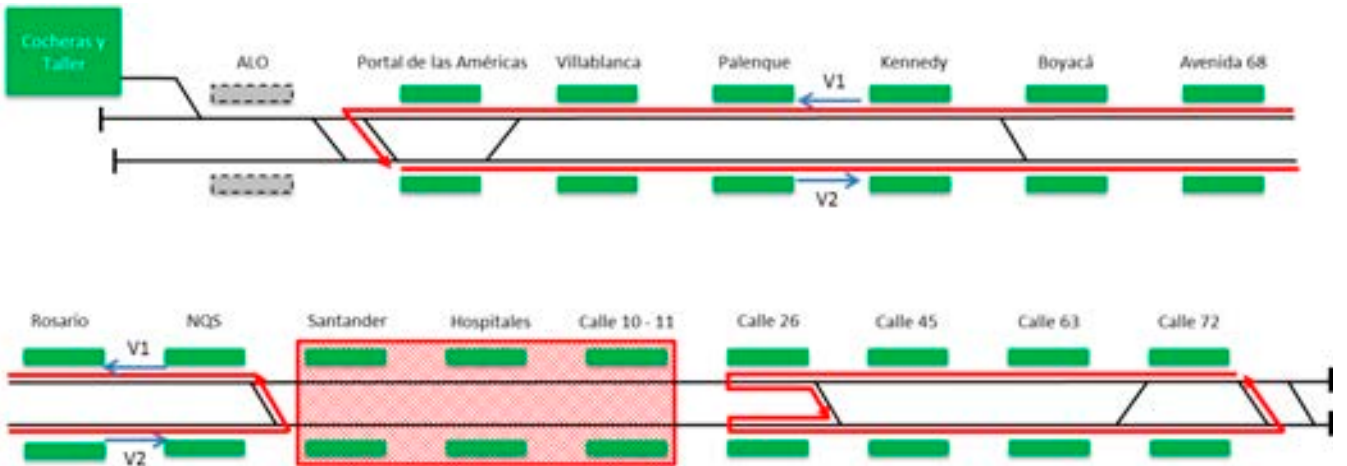 Cocheras y
Taller
ALO
Portal de las Américas
Villablanca
Palenque
Kennedy
Boyacá
Avenida 68
V1
V2
Rosario
NQS
Santander
Hospitales
Calle 10 - 11
Calle 26
Calle 45
Calle 63
Calle 72
V1
V2